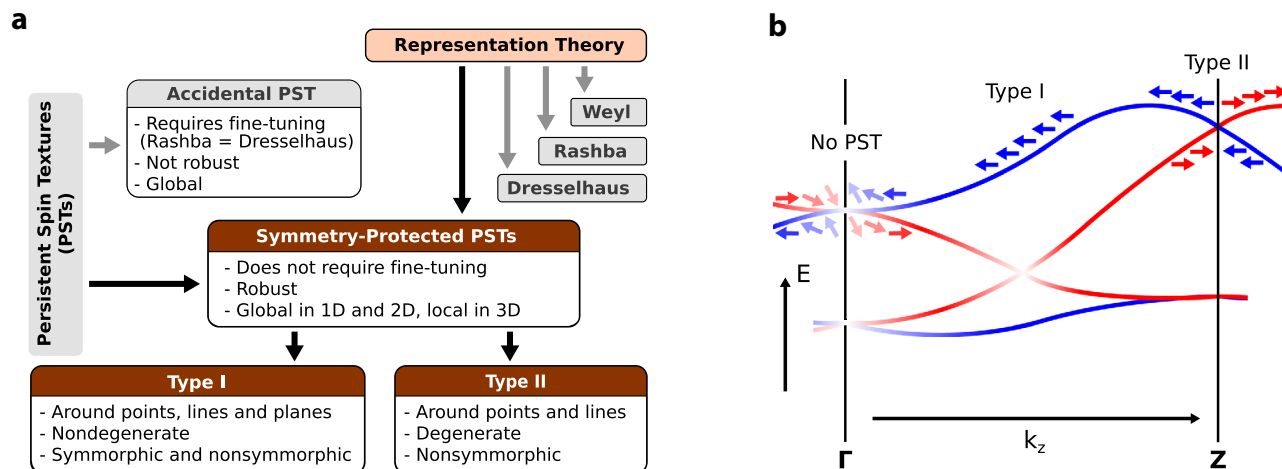 a
Representation Theory
Weyl
Rashba
Dresselhaus
Persistent Spin Textures
(PSTs)
Accidental PST
- Requires fine-tuning
(Rashba = Dresselhaus)
- Not robust
- Global
Symmetry-Protected PSTs
- Does not require fine-tuning
- Robust
- Global in 1D and 2D, local in 3D
Type I
- Around points, lines and planes
- Nondegenerate
- Symmorphic and nonsymmorphic
Type II
- Around points and lines
- Degenerate
- Nonsymmorphic
b
Type II
Type I
No PST
E
k_z
Γ
Z